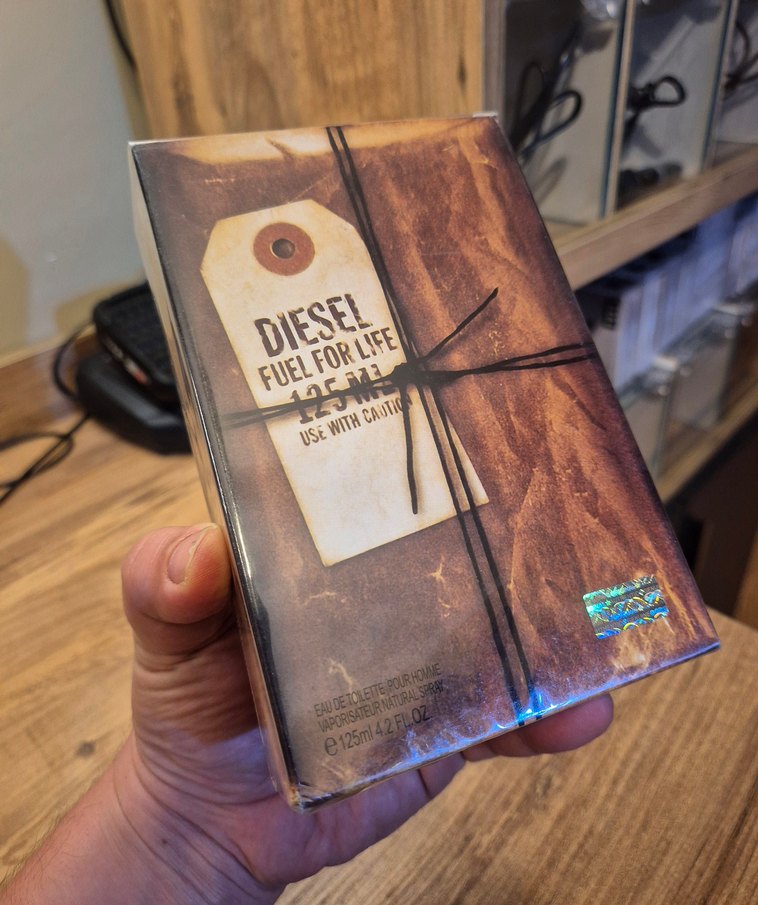 DIESEL
FUEL FOR LIFE
125 ML
USE WITH CAUTION
EAU DE TOILETTE POUR HOMME
VAPORISATEUR NATURAL SPRAY
℮125ml 4.2 FL.OZ.